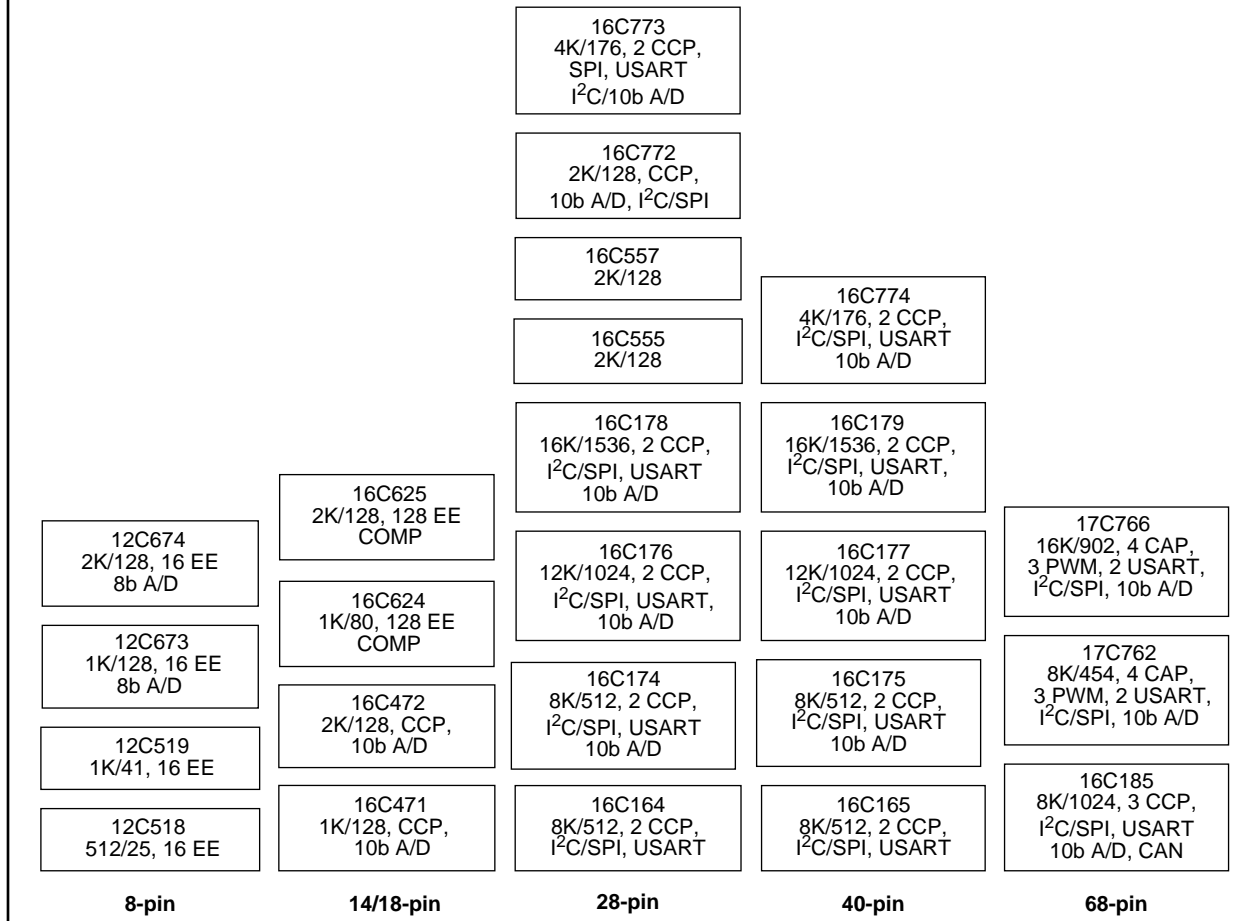 16C773
4K/176, 2 CCP,
SPI, USART
I²C/10b A/D
16C772
2K/128, CCP,
10b A/D, I²C/SPI
16C557
2K/128
16C555
2K/128
16C178
16K/1536, 2 CCP,
I²C/SPI, USART
10b A/D
16C176
12K/1024, 2 CCP,
I²C/SPI, USART,
10b A/D
16C174
8K/512, 2 CCP,
I²C/SPI, USART
10b A/D
16C164
8K/512, 2 CCP,
I²C/SPI, USART
16C774
4K/176, 2 CCP,
I²C/SPI, USART
10b A/D
16C179
16K/1536, 2 CCP,
I²C/SPI, USART,
10b A/D
16C177
12K/1024, 2 CCP,
I²C/SPI, USART
10b A/D
16C175
8K/512, 2 CCP,
I²C/SPI, USART
10b A/D
16C165
8K/512, 2 CCP,
I²C/SPI, USART
16C625
2K/128, 128 EE
COMP
16C624
1K/80, 128 EE
COMP
16C472
2K/128, CCP,
10b A/D
16C471
1K/128, CCP,
10b A/D
12C674
2K/128, 16 EE
8b A/D
12C673
1K/128, 16 EE
8b A/D
12C519
1K/41, 16 EE
12C518
512/25, 16 EE
17C766
16K/902, 4 CAP,
3 PWM, 2 USART,
I²C/SPI, 10b A/D
17C762
8K/454, 4 CAP,
3 PWM, 2 USART,
I²C/SPI, 10b A/D
16C185
8K/1024, 3 CCP,
I²C/SPI, USART
10b A/D, CAN
8-pin
14/18-pin
28-pin
40-pin
68-pin